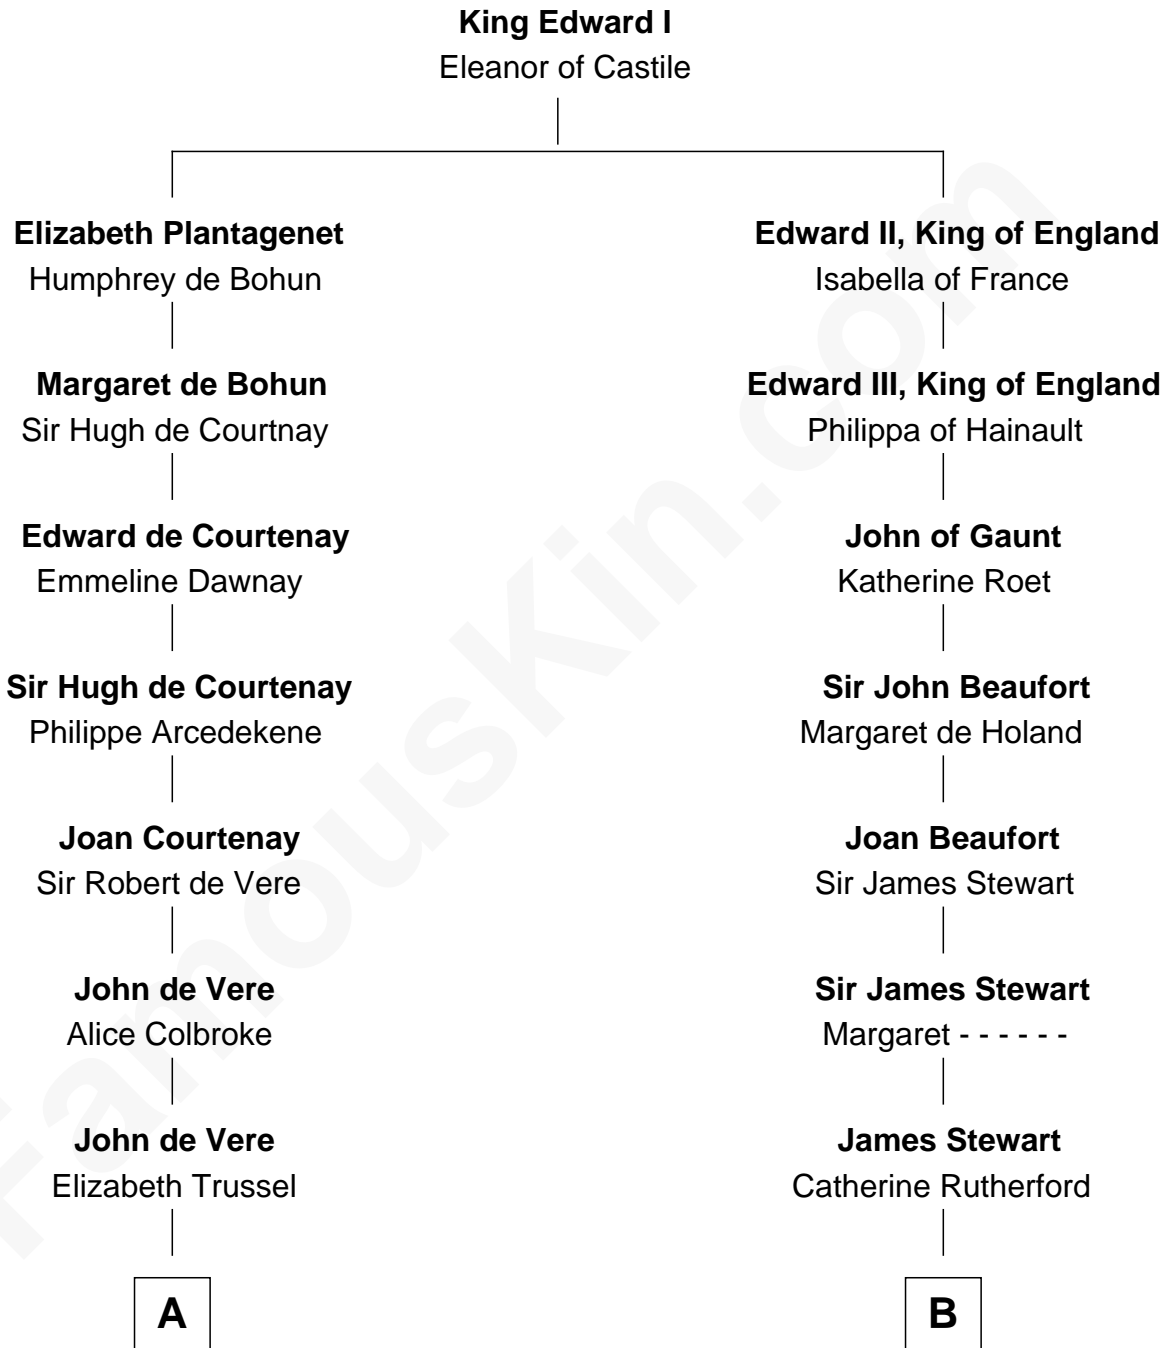 King Edward I
Eleanor of Castile
Elizabeth Plantagenet
Humphrey de Bohun
Margaret de Bohun
Sir Hugh de Courtnay
Edward de Courtenay
Emmeline Dawnay
Sir Hugh de Courtenay
Philippe Arcedekene
Joan Courtenay
Sir Robert de Vere
John de Vere
Alice Colbroke
John de Vere
Elizabeth Trussel
A
Edward II, King of England
Isabella of France
Edward III, King of England
Philippa of Hainault
John of Gaunt
Katherine Roet
Sir John Beaufort
Margaret de Holand
Joan Beaufort
Sir James Stewart
Sir James Stewart
Margaret - - - - - -
James Stewart
Catherine Rutherford
B
FamousKin.com